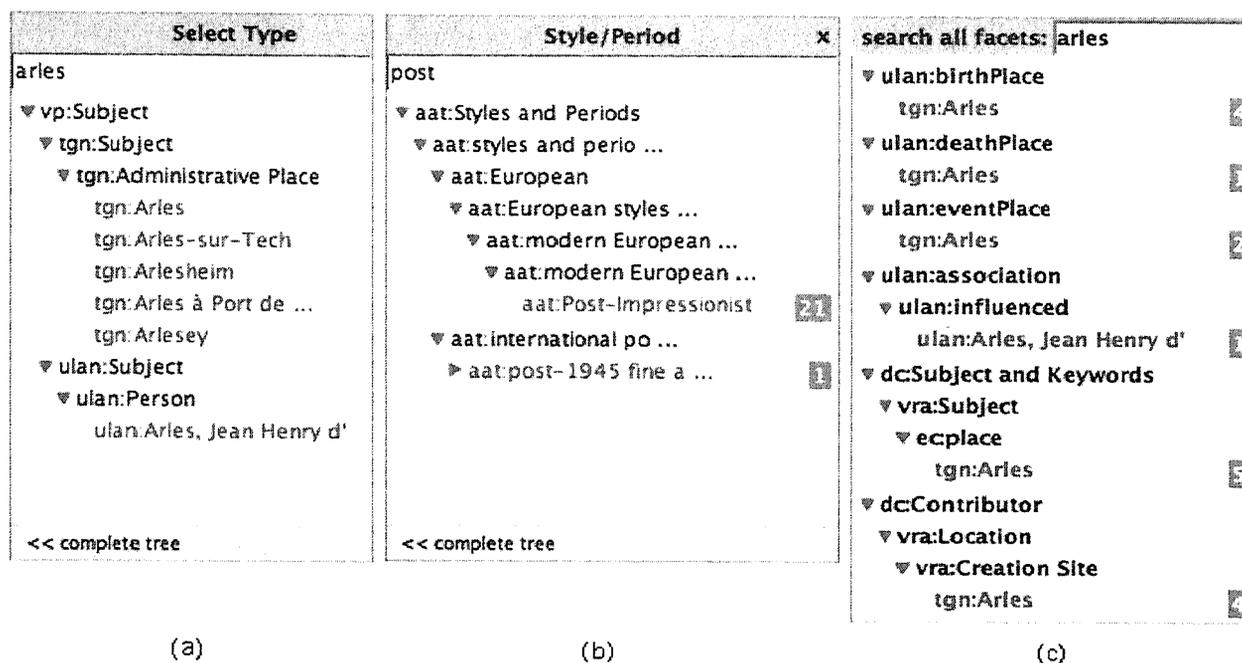 Select Type
arles
vp:Subject
tgn:Subject
tgn:Administrative Place
tgn:Arles
tgn:Arles-sur-Tech
tgn:Arlesheim
tgn:Arles à Port de ...
tgn:Arlesey
ulan:Subject
ulan:Person
ulan:Arles, Jean Henry d'
<< complete tree
(a)
Style/Period x
post
aat:Styles and Periods
aat:styles and perio ...
aat:European
aat:European styles ...
aat:modern European ...
aat:modern European ...
aat:Post-Impressionist 21
aat:international po ...
aat:post-1945 fine a ... 1
<< complete tree
(b)
search all facets: arles
ulan:birthPlace
tgn:Arles
ulan:deathPlace
tgn:Arles
ulan:eventPlace
tgn:Arles
ulan:association
ulan:influenced
ulan:Arles, Jean Henry d'
dc:Subject and Keywords
vra:Subject
ec:place
tgn:Arles
dc:Contributor
vra:Location
vra:Creation Site
tgn:Arles
(c)